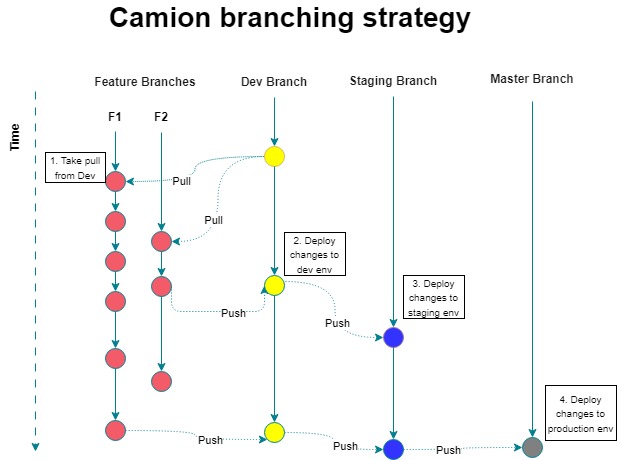 Camion branching strategy
Feature Branches
Dev Branch
Staging Branch
Master Branch
F1
F2
Time
1. Take pull
from Dev
Pull
Pull
2. Deploy
changes to
dev env
3. Deploy
changes to
staging env
Push
Push
4. Deploy
changes to
production env
Push
Push
Push